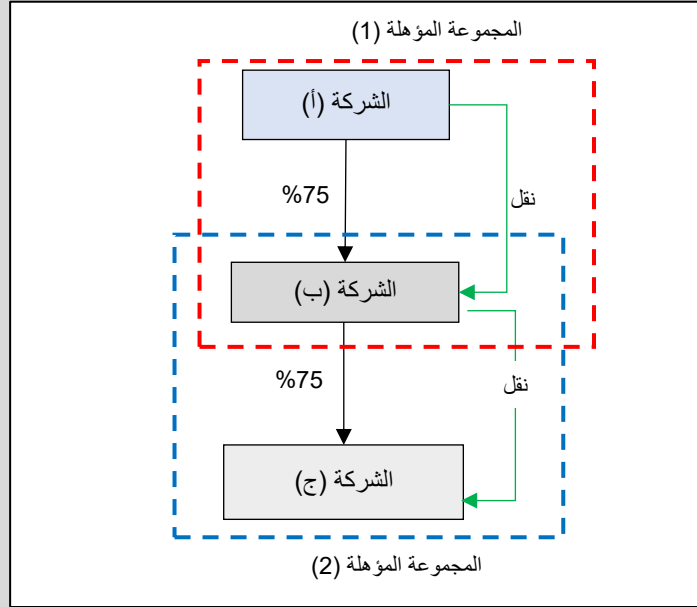 المجموعة المؤهلة (1)
الشركة (أ)
%75
نقل
الشركة (ب)
%75
نقل
الشركة (ج)
المجموعة المؤهلة (2)